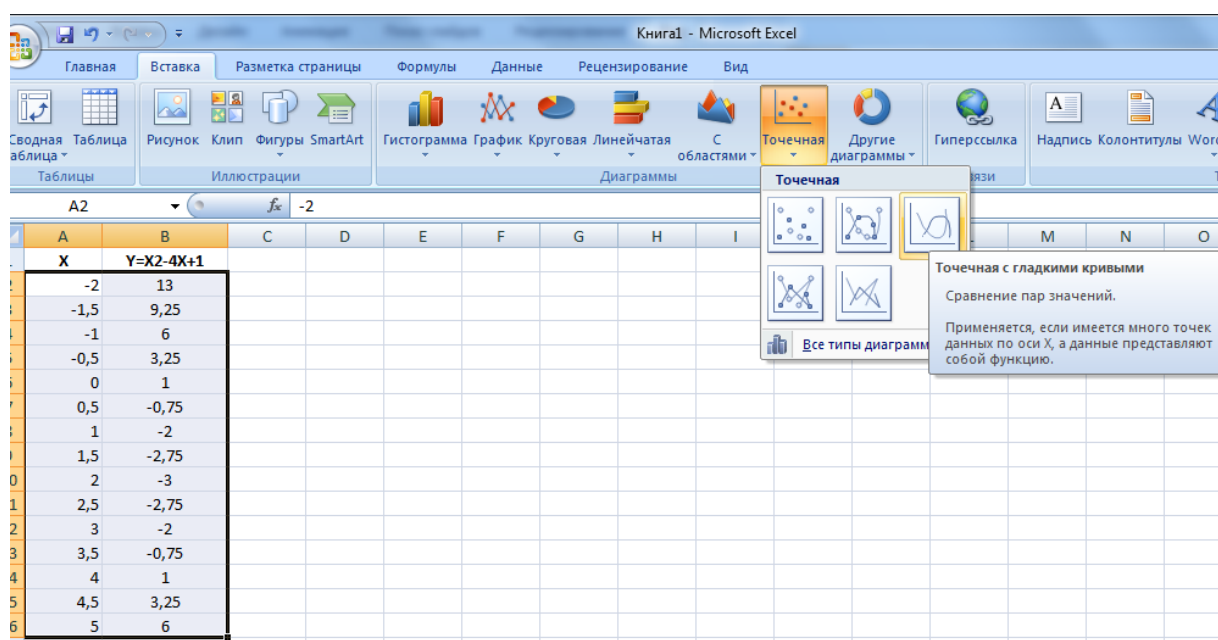 Книга1 - Microsoft Excel
Главная Вставка Разметка страницы Формулы Данные Рецензирование Вид
Сводная Таблица Рисунок Клип Фигуры SmartArt Гистограмма График Круговая Линейчатая С Точечная Другие Гиперссылка Надпись Колонтитулы
областями диаграммы
Таблицы Иллюстрации Диаграммы
Точечная
A2 fx -2
A B C D E F G H I M N O
X Y=X2-4X+1
-2 13
-1,5 9,25
-1 6
-0,5 3,25
0 1
0,5 -0,75
1 -2
1,5 -2,75
2 -3
2,5 -2,75
3 -2
3,5 -0,75
4 1
4,5 3,25
5 6
Все типы диаграмм
Точечная с гладкими кривыми
Сравнение пар значений.
Применяется, если имеется много точек
данных по оси X, а данные представляют
собой функцию.